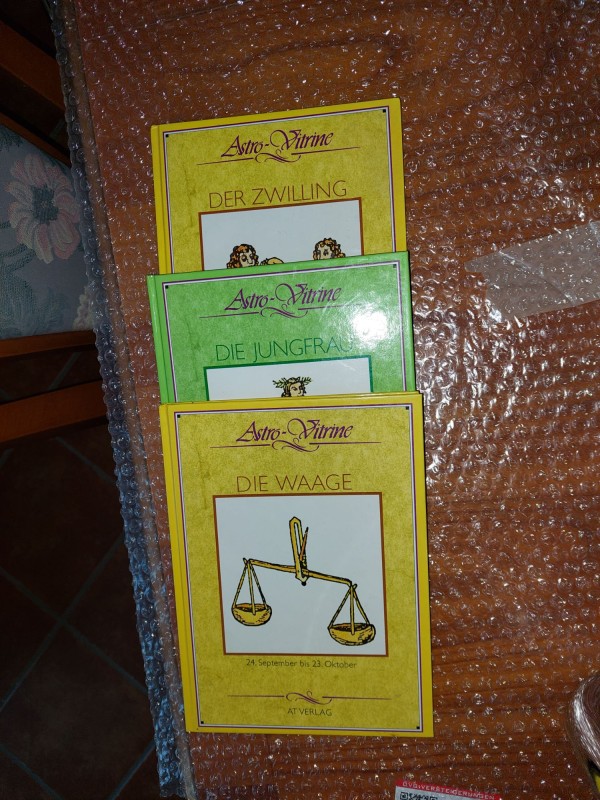 Astro-Vitrine
DER ZWILLING
Astro-Vitrine
DIE JUNGFRAU
Astro-Vitrine
DIE WAAGE
24. September bis 23. Oktober
AT VERLAG